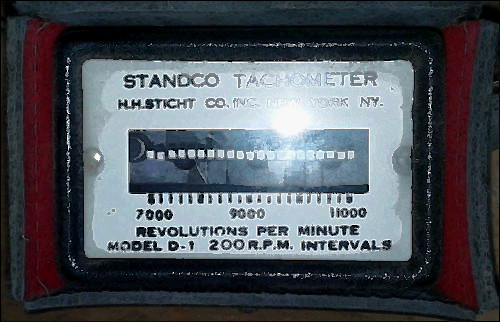 STANDCO TACHOMETER
H.H.STICHT CO. INC. NEW YORK NY.
7000 9000 11000
REVOLUTIONS PER MINUTE
MODEL D-1 200 R.P.M. INTERVALS